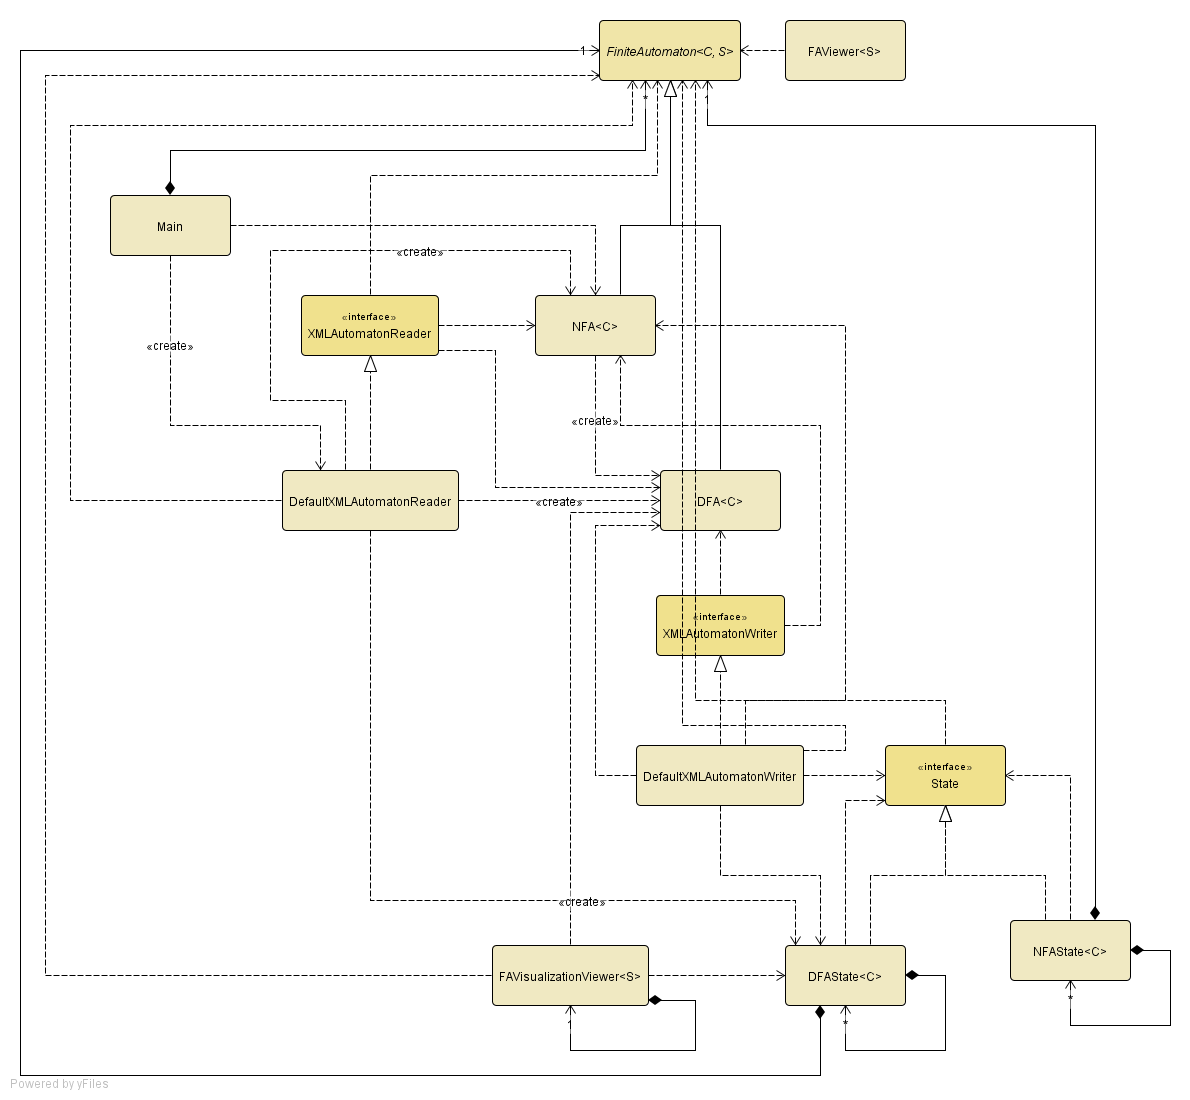 FiniteAutomaton<C, S>
FAViewer<S>
1
*
1
Main
«create»
«interface»
XMLAutomatonReader
NFA<C>
«create»
«create»
DefaultXMLAutomatonReader
«create»
DFA<C>
«interface»
XMLAutomatonWriter
DefaultXMLAutomatonWriter
«interface»
State
«create»
NFAState<C>
FAVisualizationViewer<S>
DFAState<C>
*
1
*
Powered by yFiles